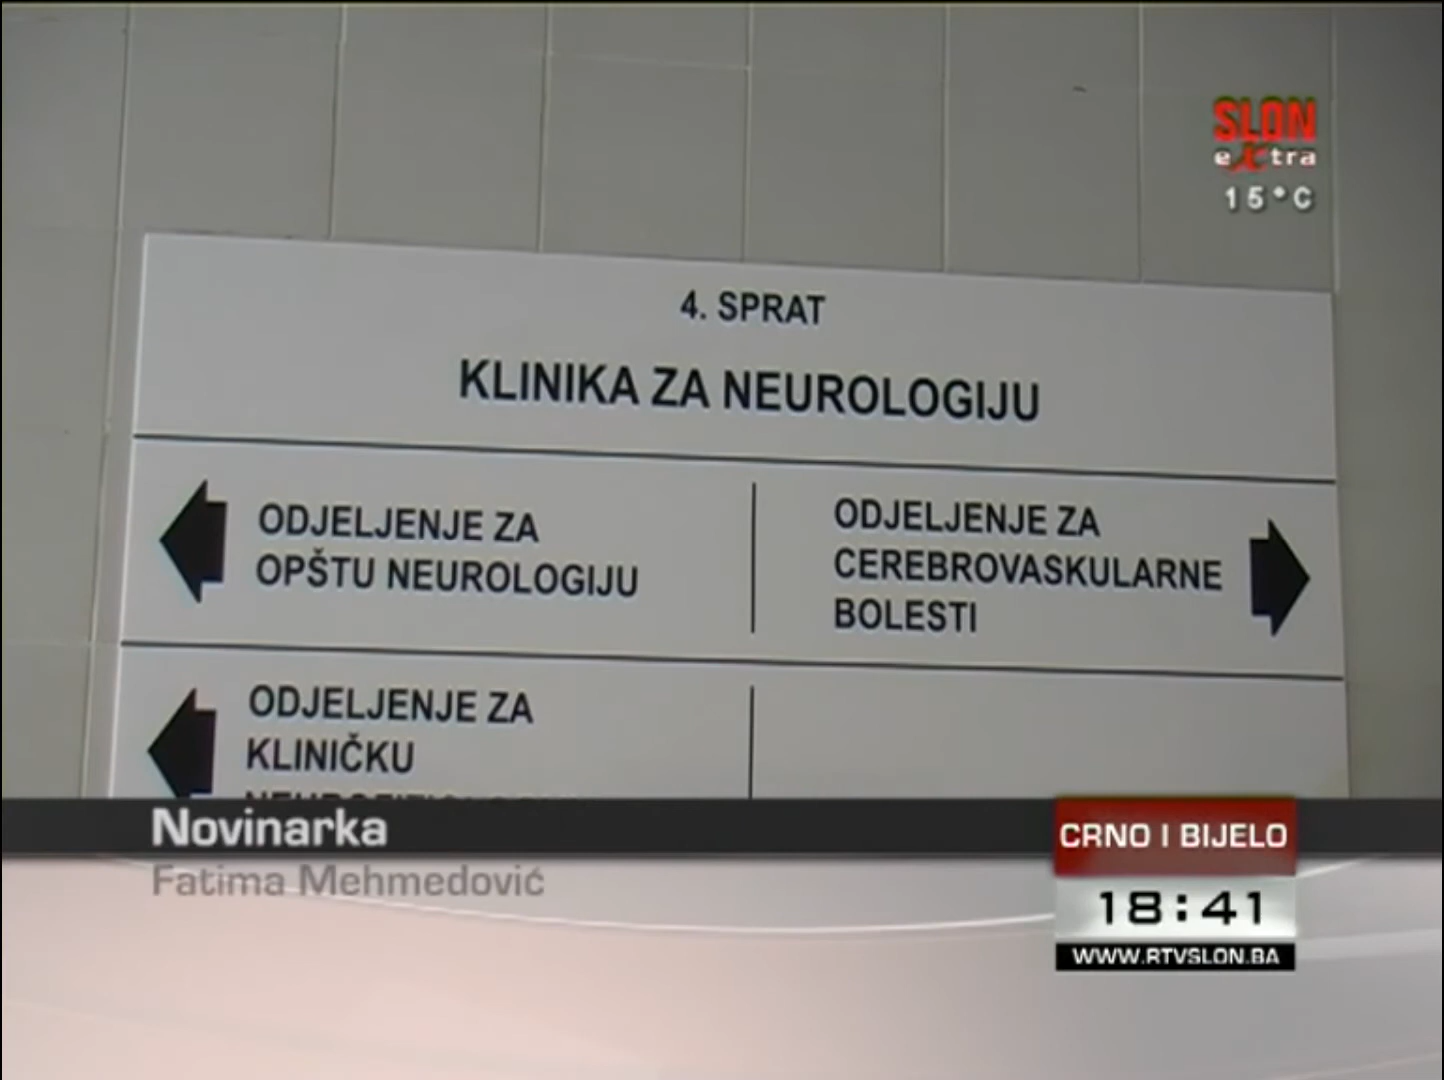 SLON
extra
15°C
4. SPRAT
KLINIKA ZA NEUROLOGIJU
ODJELJENJE ZA
OPŠTU NEUROLOGIJU
ODJELJENJE ZA
CEREBROVASKULARNE
BOLESTI
ODJELJENJE ZA
KLINIČKU
Novinarka
Fatima Mehmedović
CRNO I BIJELO
18:41
WWW.RTVSLON.BA